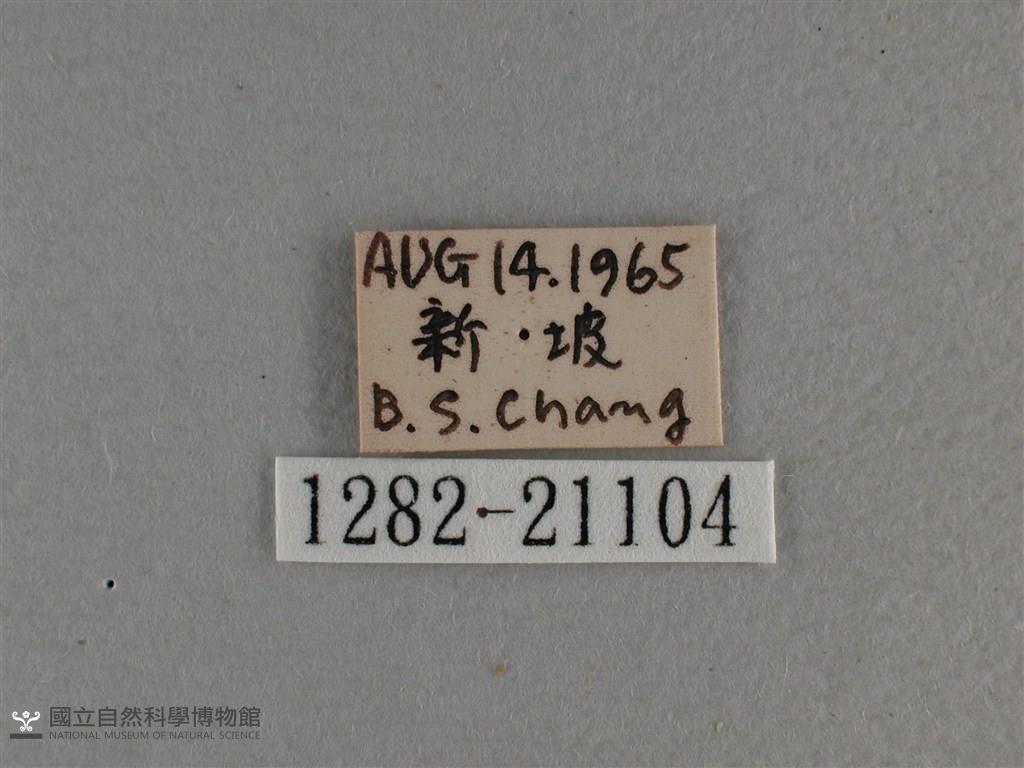 AUG 14.1965
新·坡
B.S.Chang
1282-21104
國立自然科學博物館
NATIONAL MUSEUM OF NATURAL SCIENCE